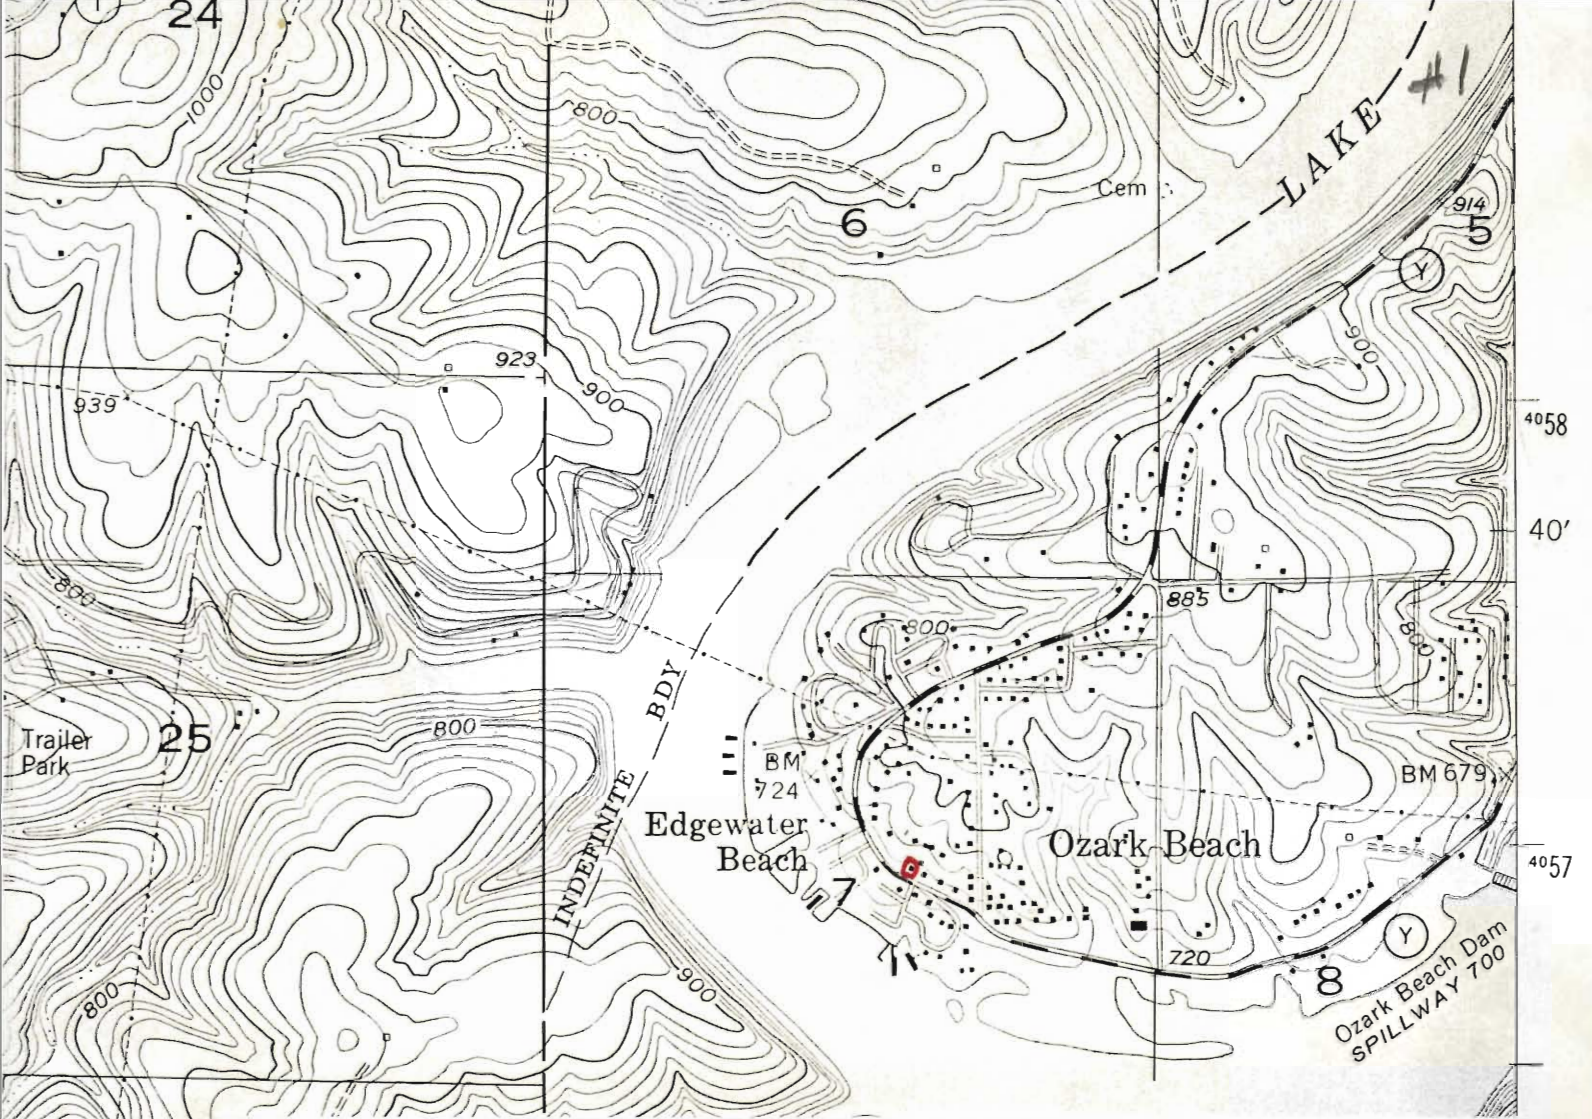 24
1000
800
#1
LAKE
Cem
6
914
5
Y
923
900
900
939
4058
40′
800
885
800
800
BDY
25
Trailer
Park
800
BM
724
BM 679
INDEFINITE
Edgewater
Beach
Ozark Beach
4057
7
720
Y
8
Ozark Beach Dam
SPILLWAY 700
900
800